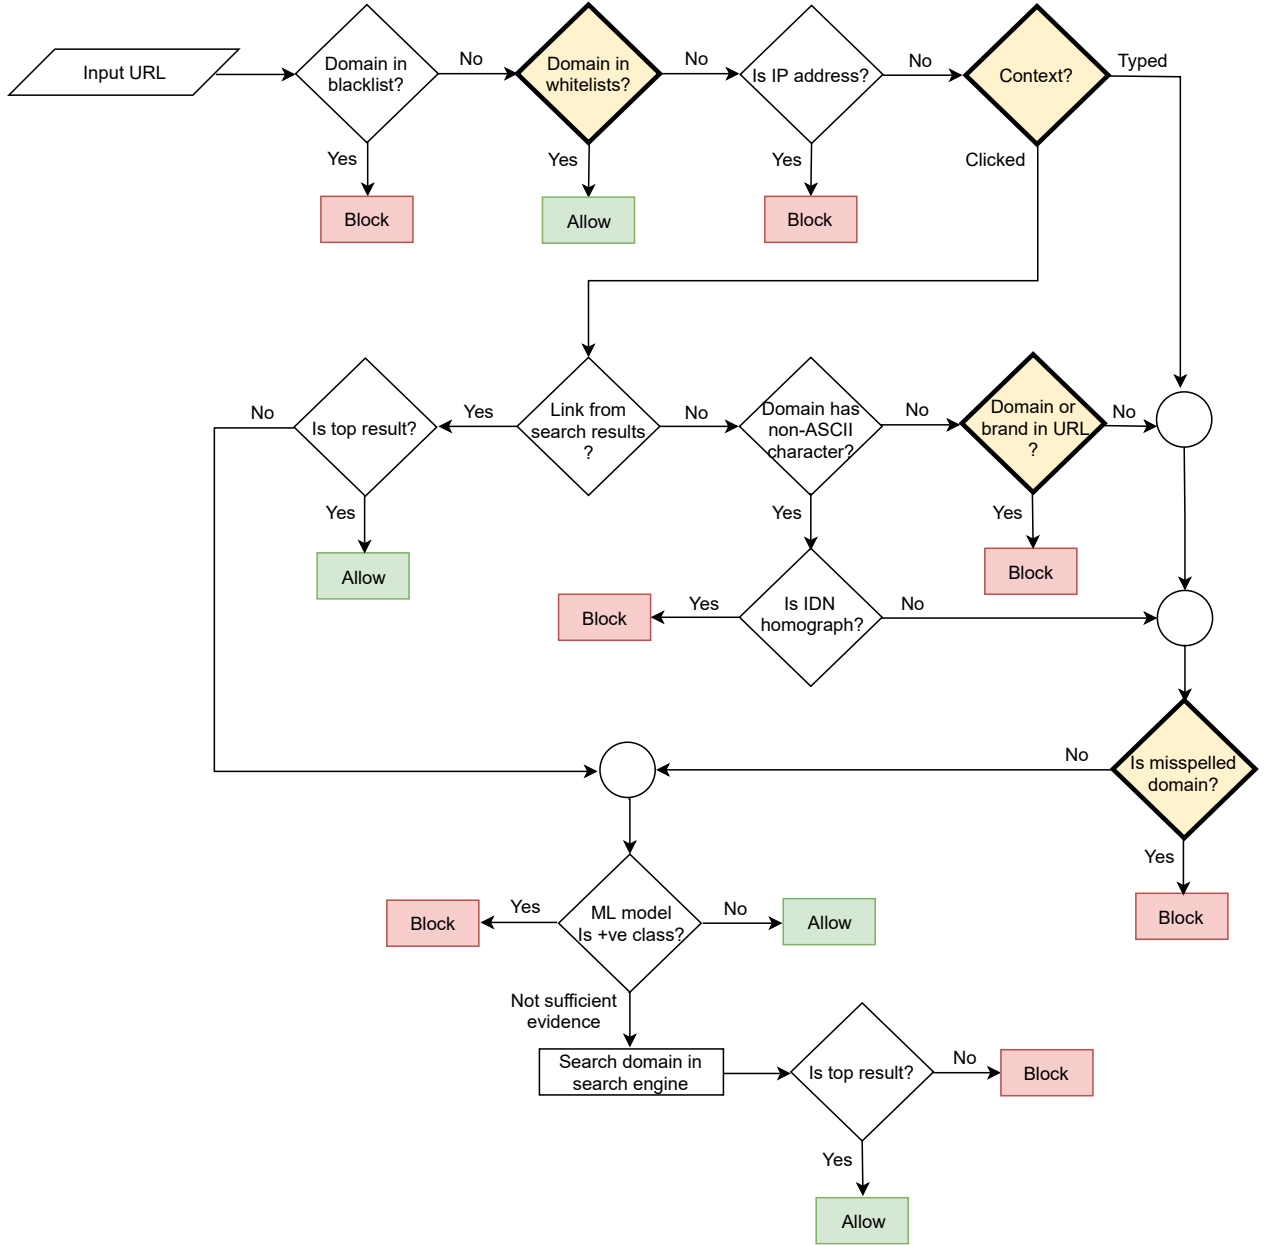 Input URL
Domain in
blacklist?
No
Domain in
whitelists?
No
Is IP address?
No
Context?
Typed
Yes
Yes
Yes
Clicked
Block
Allow
Block
No
Is top result?
Yes
Link from
search results
?
No
Domain has
non-ASCII
character?
No
Domain or
brand in URL
?
No
Yes
Yes
Yes
Allow
Block
Block
Yes
Is IDN
homograph?
No
No
Is misspelled
domain?
Yes
Block
Block
Yes
ML model
Is +ve class?
No
Allow
Not sufficient
evidence
Search domain in
search engine
Is top result?
No
Block
Yes
Allow